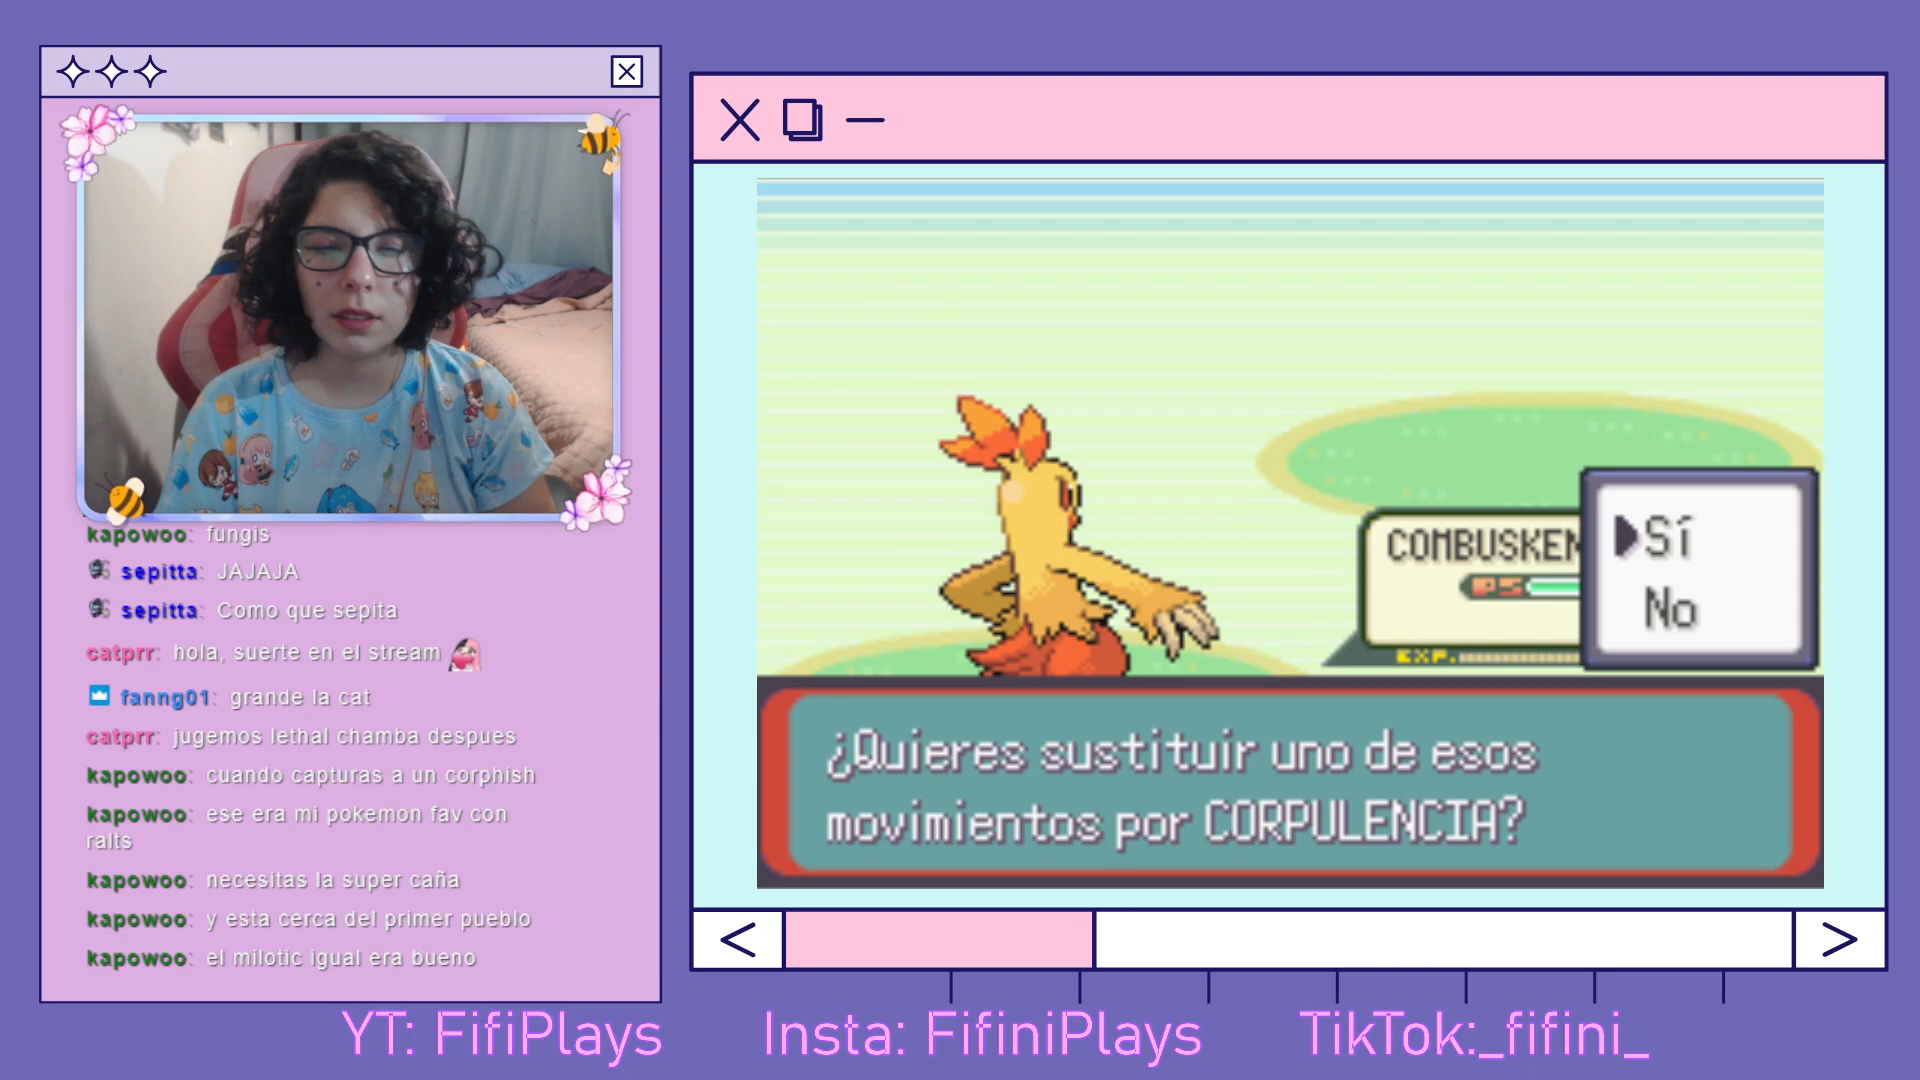 kapowoo: fungis
sepitta: JAJAJA
sepitta: Como que sepita
catprr: hola, suerte en el stream
fanng01: grande la cat
catprr: jugemos lethal chamba despues
kapowoo: cuando capturas a un corphish
kapowoo: ese era mi pokemon fav con
ralts
kapowoo: necesitas la super caña
kapowoo: y esta cerca del primer pueblo
kapowoo: el milotic igual era bueno
COMBUSKEN
PS
EXP.
Sí
No
¿Quieres sustituir uno de esos
movimientos por CORPULENCIA?
YT: FifiPlays
Insta: FifiniPlays
TikTok:_fifini_